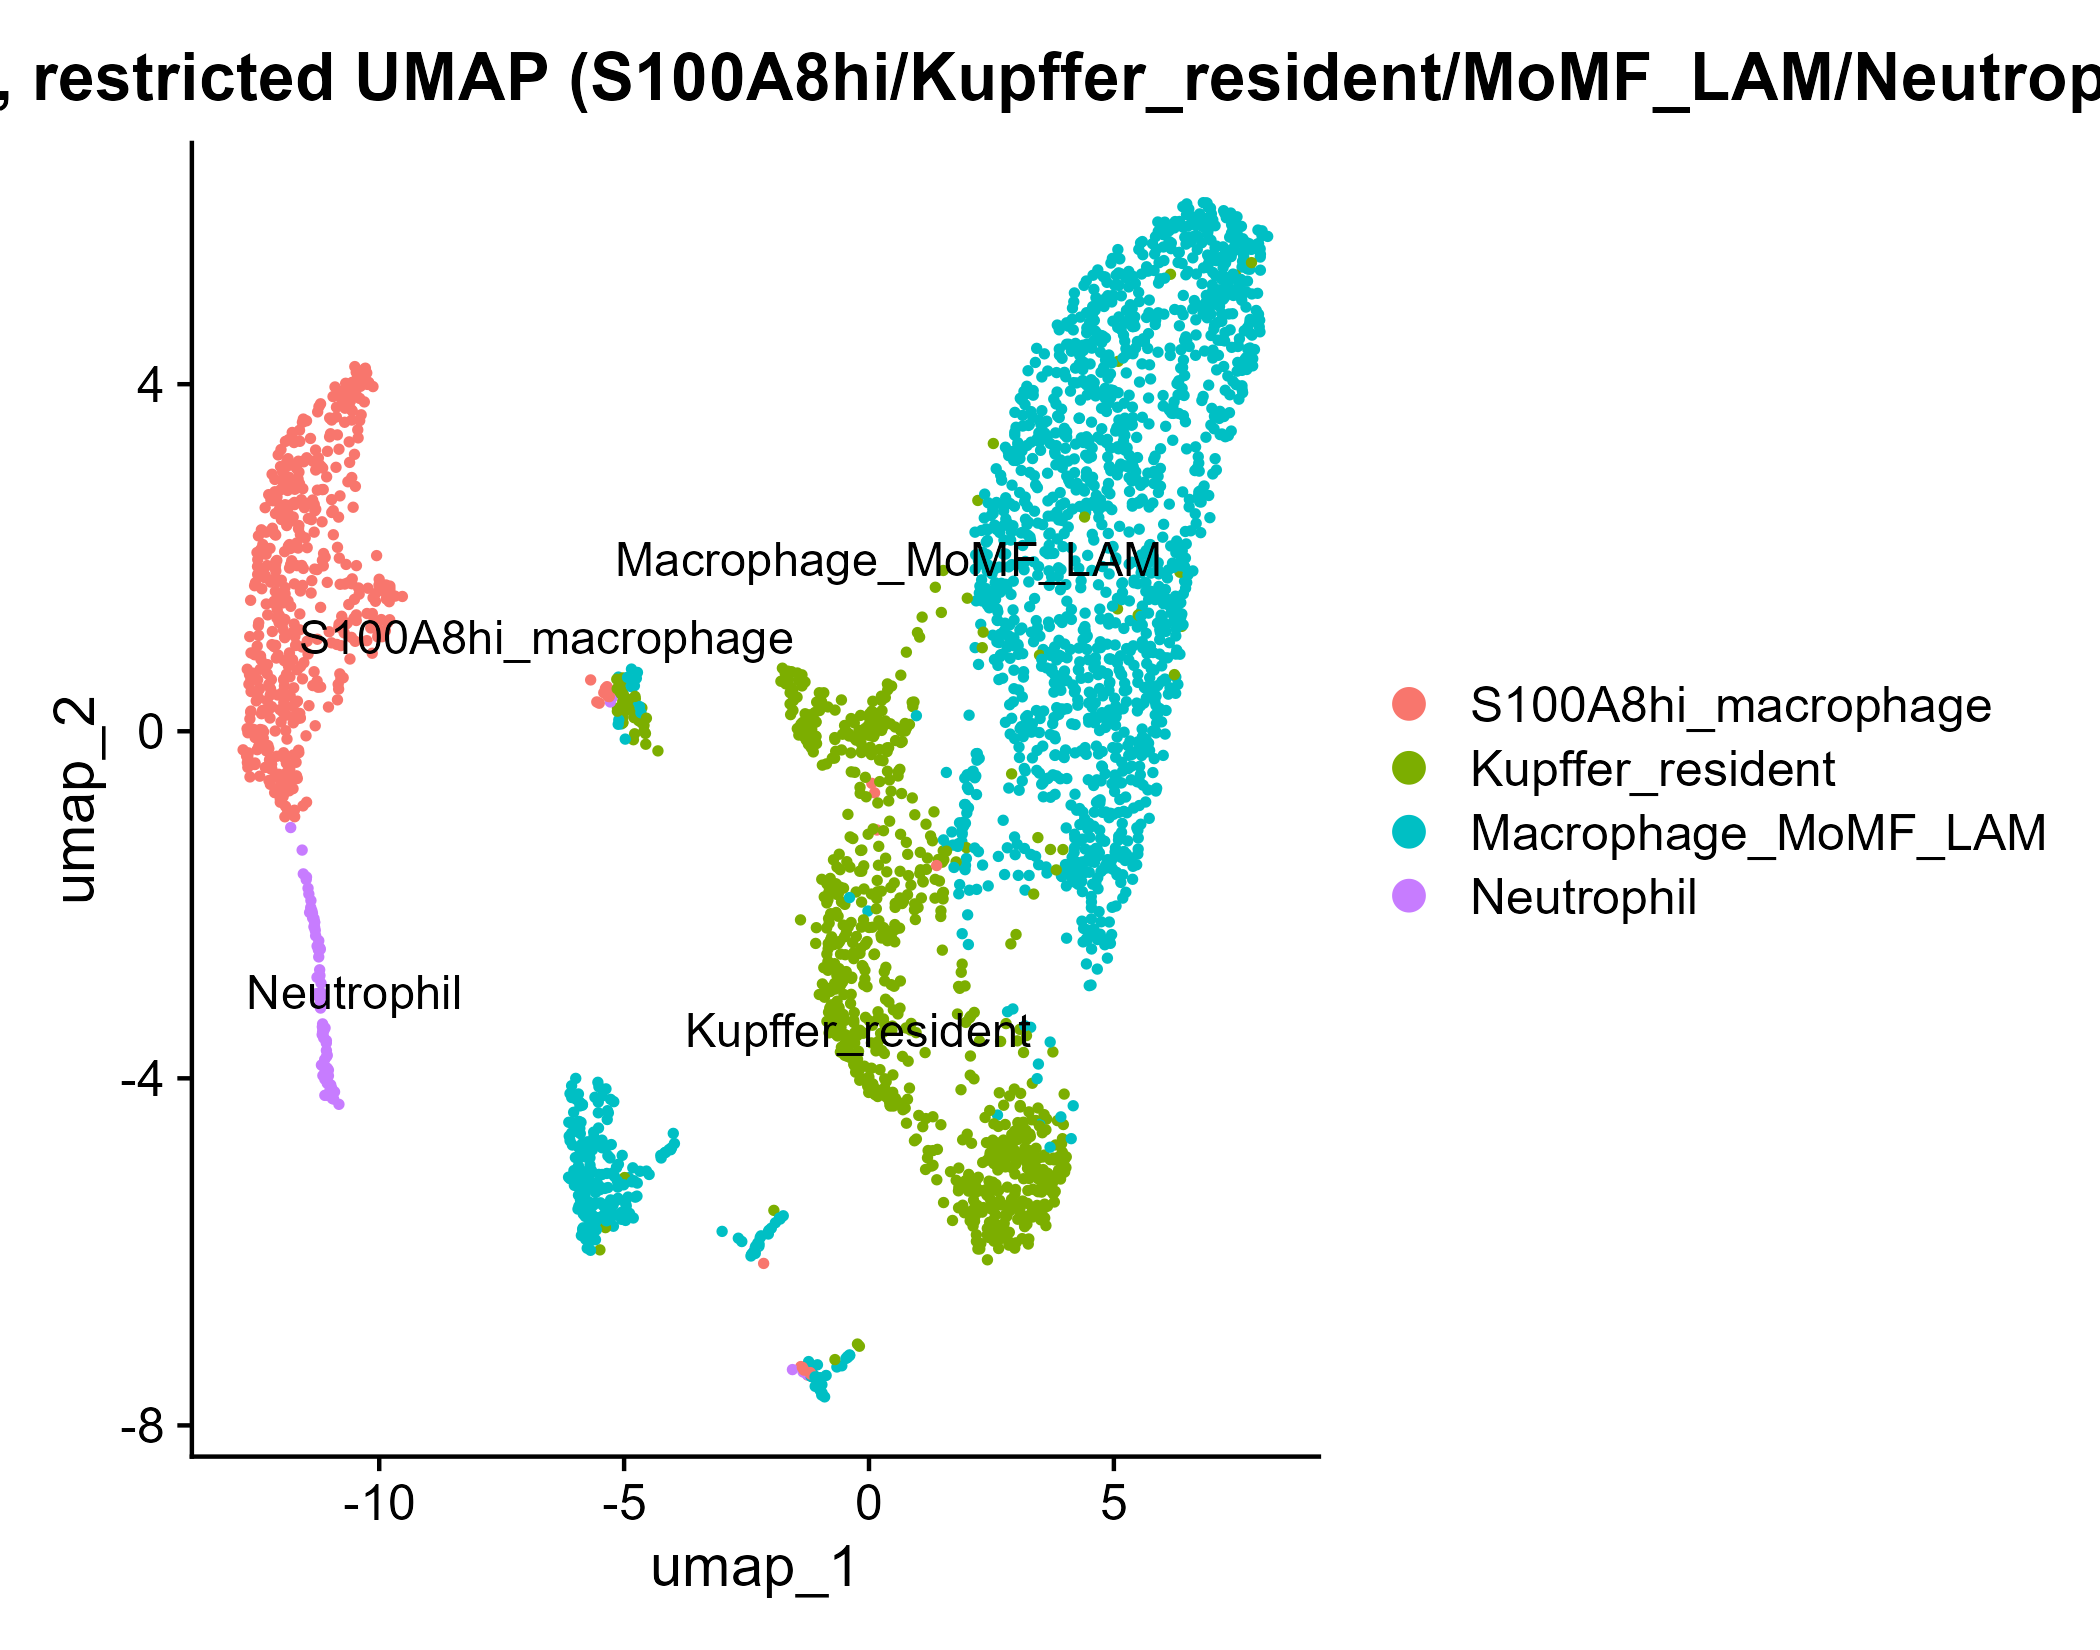 , restricted UMAP (S100A8hi/Kupffer_resident/MoMF_LAM/Neutrop
Macrophage_MoMF_LAM
S100A8hi_macrophage
Neutrophil
Kupffer_resident
4
0
-4
-8
umap_2
-10
-5
0
5
umap_1
S100A8hi_macrophage
Kupffer_resident
Macrophage_MoMF_LAM
Neutrophil